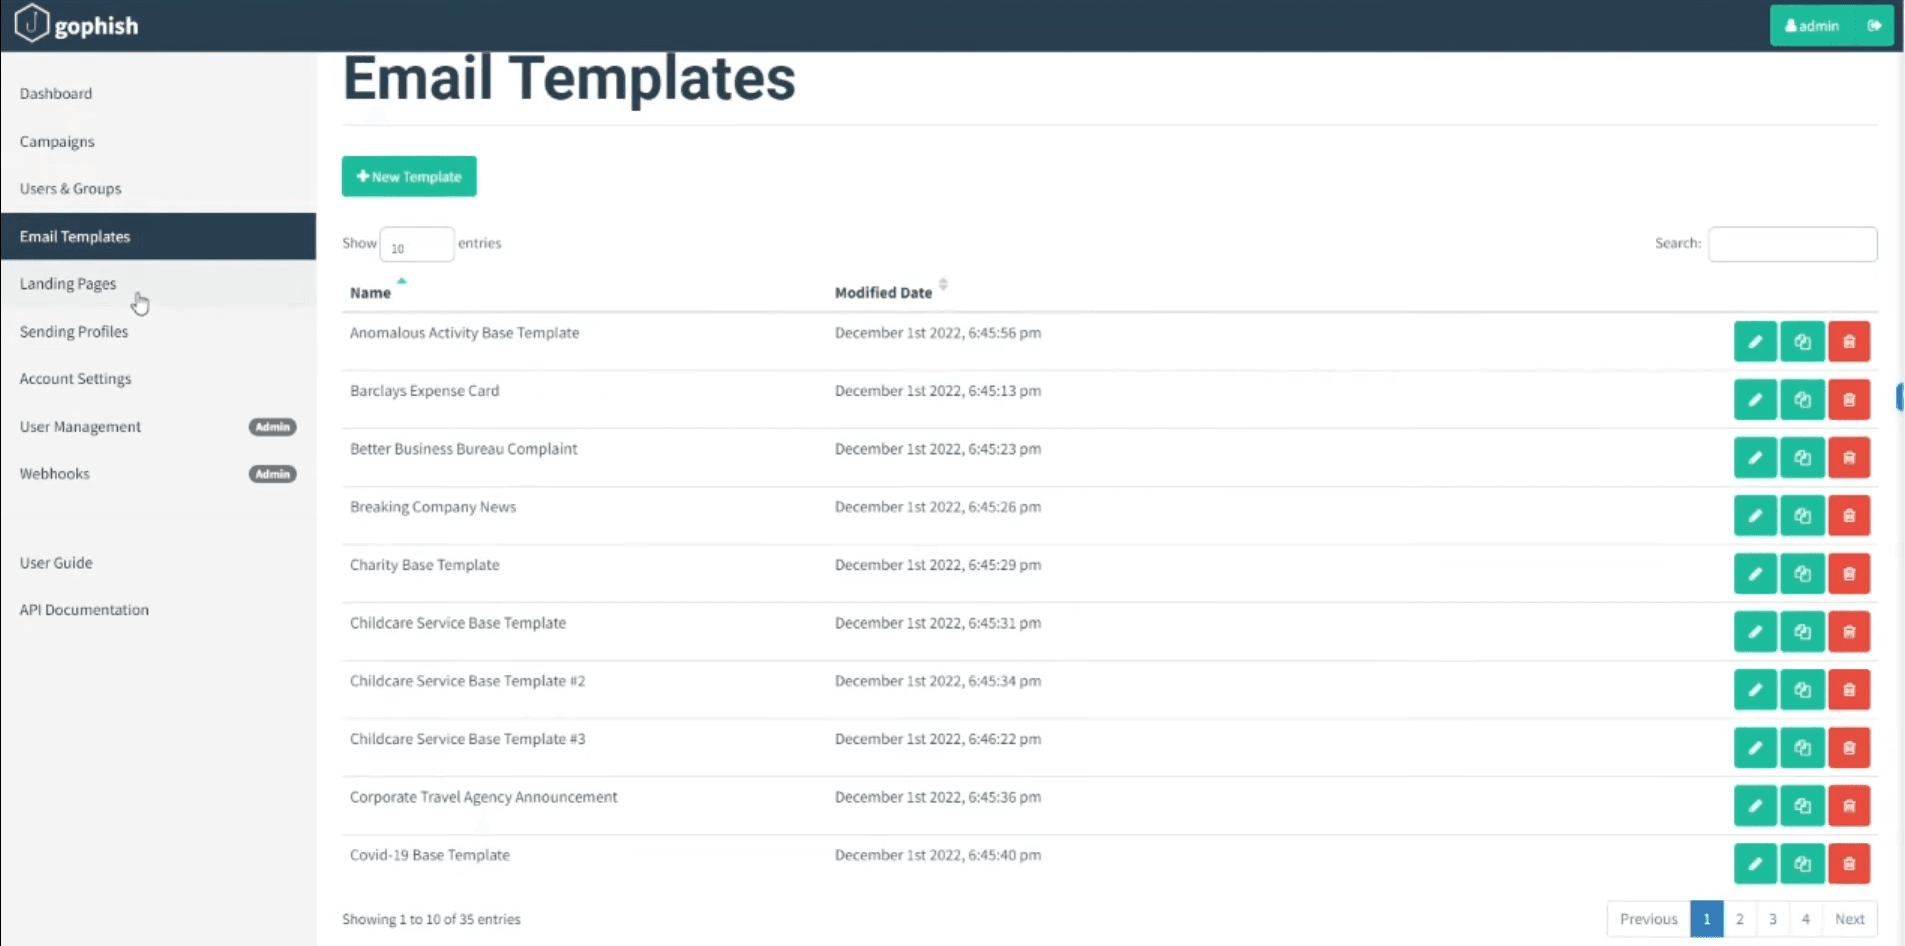 gophish
admin
Dashboard
Campaigns
Users & Groups
Email Templates
Landing Pages
Sending Profiles
Account Settings
User Management Admin
Webhooks Admin
User Guide
API Documentation
Email Templates
New Template
Show 10 entries
Search:
Name Modified Date
Anomalous Activity Base Template December 1st 2022, 6:45:56 pm
Barclays Expense Card December 1st 2022, 6:45:13 pm
Better Business Bureau Complaint December 1st 2022, 6:45:23 pm
Breaking Company News December 1st 2022, 6:45:26 pm
Charity Base Template December 1st 2022, 6:45:29 pm
Childcare Service Base Template December 1st 2022, 6:45:31 pm
Childcare Service Base Template #2 December 1st 2022, 6:45:34 pm
Childcare Service Base Template #3 December 1st 2022, 6:46:22 pm
Corporate Travel Agency Announcement December 1st 2022, 6:45:36 pm
Covid-19 Base Template December 1st 2022, 6:45:40 pm
Showing 1 to 10 of 35 entries
Previous 1 2 3 4 Next